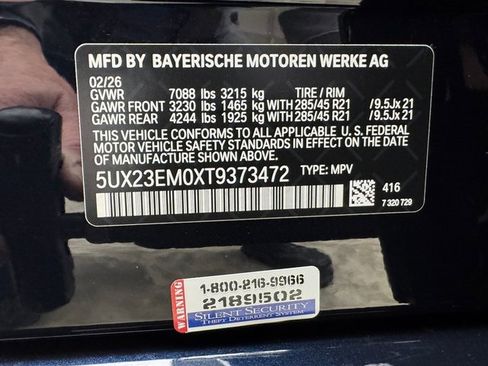 MFD BY BAYERISCHE MOTOREN WERKE AG
02/26
GVWR 7088 lbs 3215 kg TIRE / RIM
GAWR FRONT 3230 lbs 1465 kg WITH 285/45 R21 /9.5Jx 21
GAWR REAR 4244 lbs 1925 kg WITH 285/45 R21 /9.5Jx 21
THIS VEHICLE CONFORMS TO ALL APPLICABLE U. S. FEDERAL
MOTOR VEHICLE SAFETY STANDARDS IN EFFECT ON THE DATE OF
MANUFACTURE SHOWN ABOVE.
5UX23EM0XT9373472 TYPE: MPV
416
7 320 729
WARNING
1-800-216-9966
2189502
SILENT SECURITY
THEFT DETERRENT SYSTEM